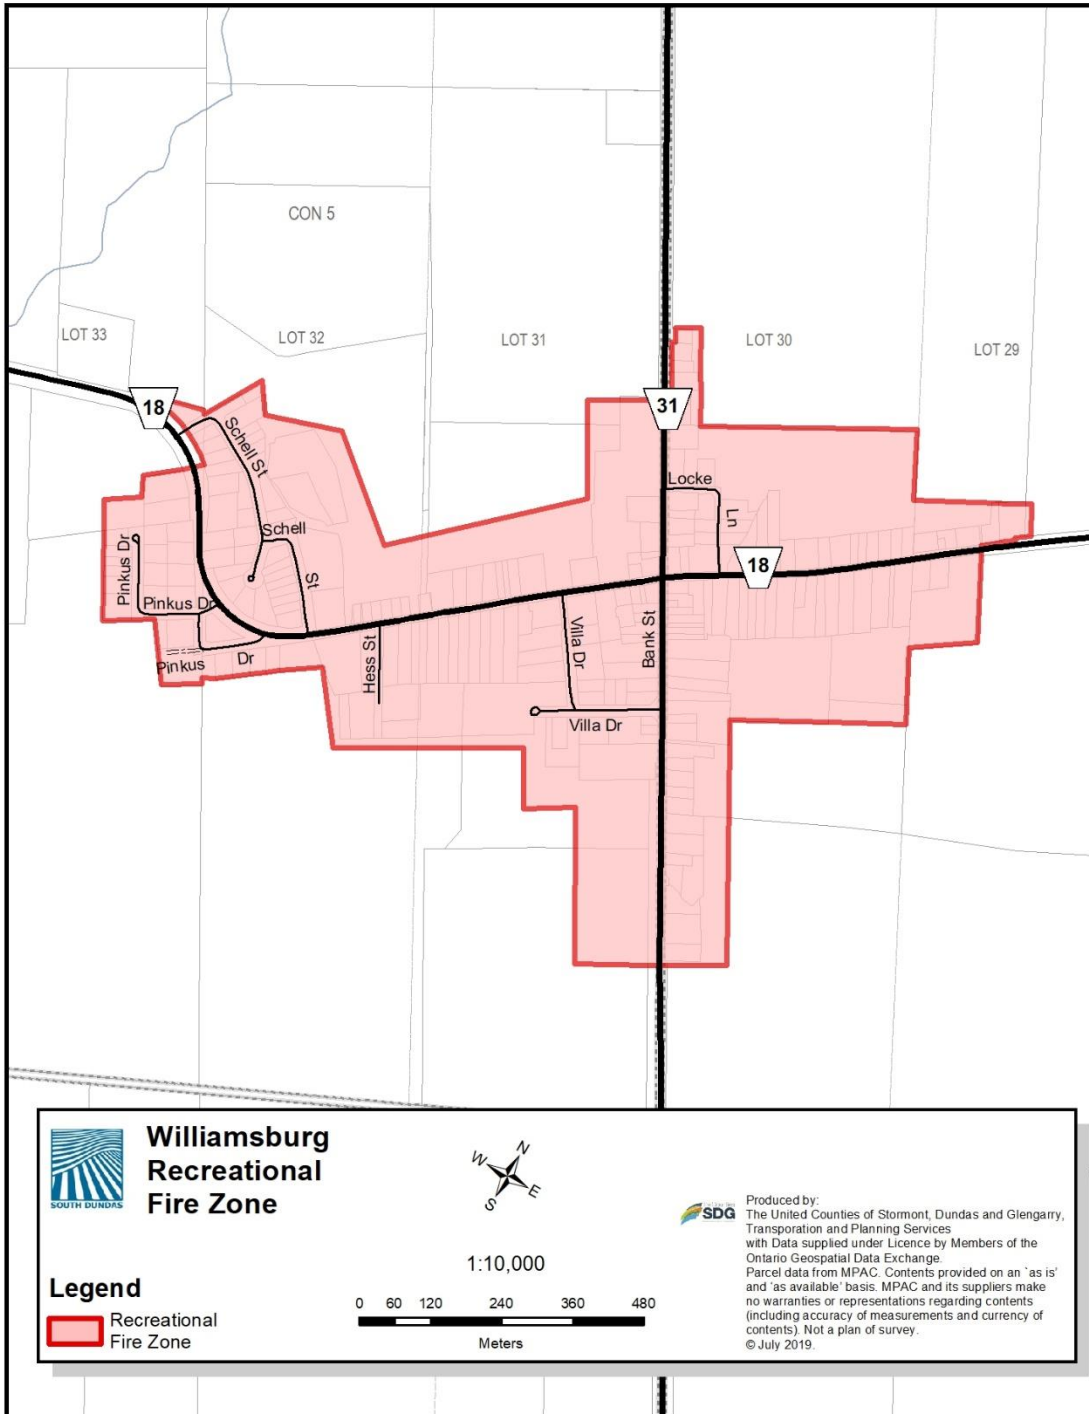 CON 5
LOT 33
LOT 32
LOT 31
LOT 30
LOT 29
18
31
Schell St
Locke
Ln
Schell
St
18
Pinkus Dr
Pinkus Dr
Pinkus Dr
Hess St
Villa Dr
Bank St
Villa Dr
SOUTH DUNDAS
Williamsburg
Recreational
Fire Zone
N
W
E
S
1:10,000
0 60 120 240 360 480
Meters
Legend
Recreational
Fire Zone
SDG
Produced by:
The United Counties of Stormont, Dundas and Glengarry,
Transporation and Planning Services
with Data supplied under Licence by Members of the
Ontario Geospatial Data Exchange.
Parcel data from MPAC. Contents provided on an `as is'
and 'as available' basis. MPAC and its suppliers make
no warranties or representations regarding contents
(including accuracy of measurements and currency of
contents). Not a plan of survey.
© July 2019.